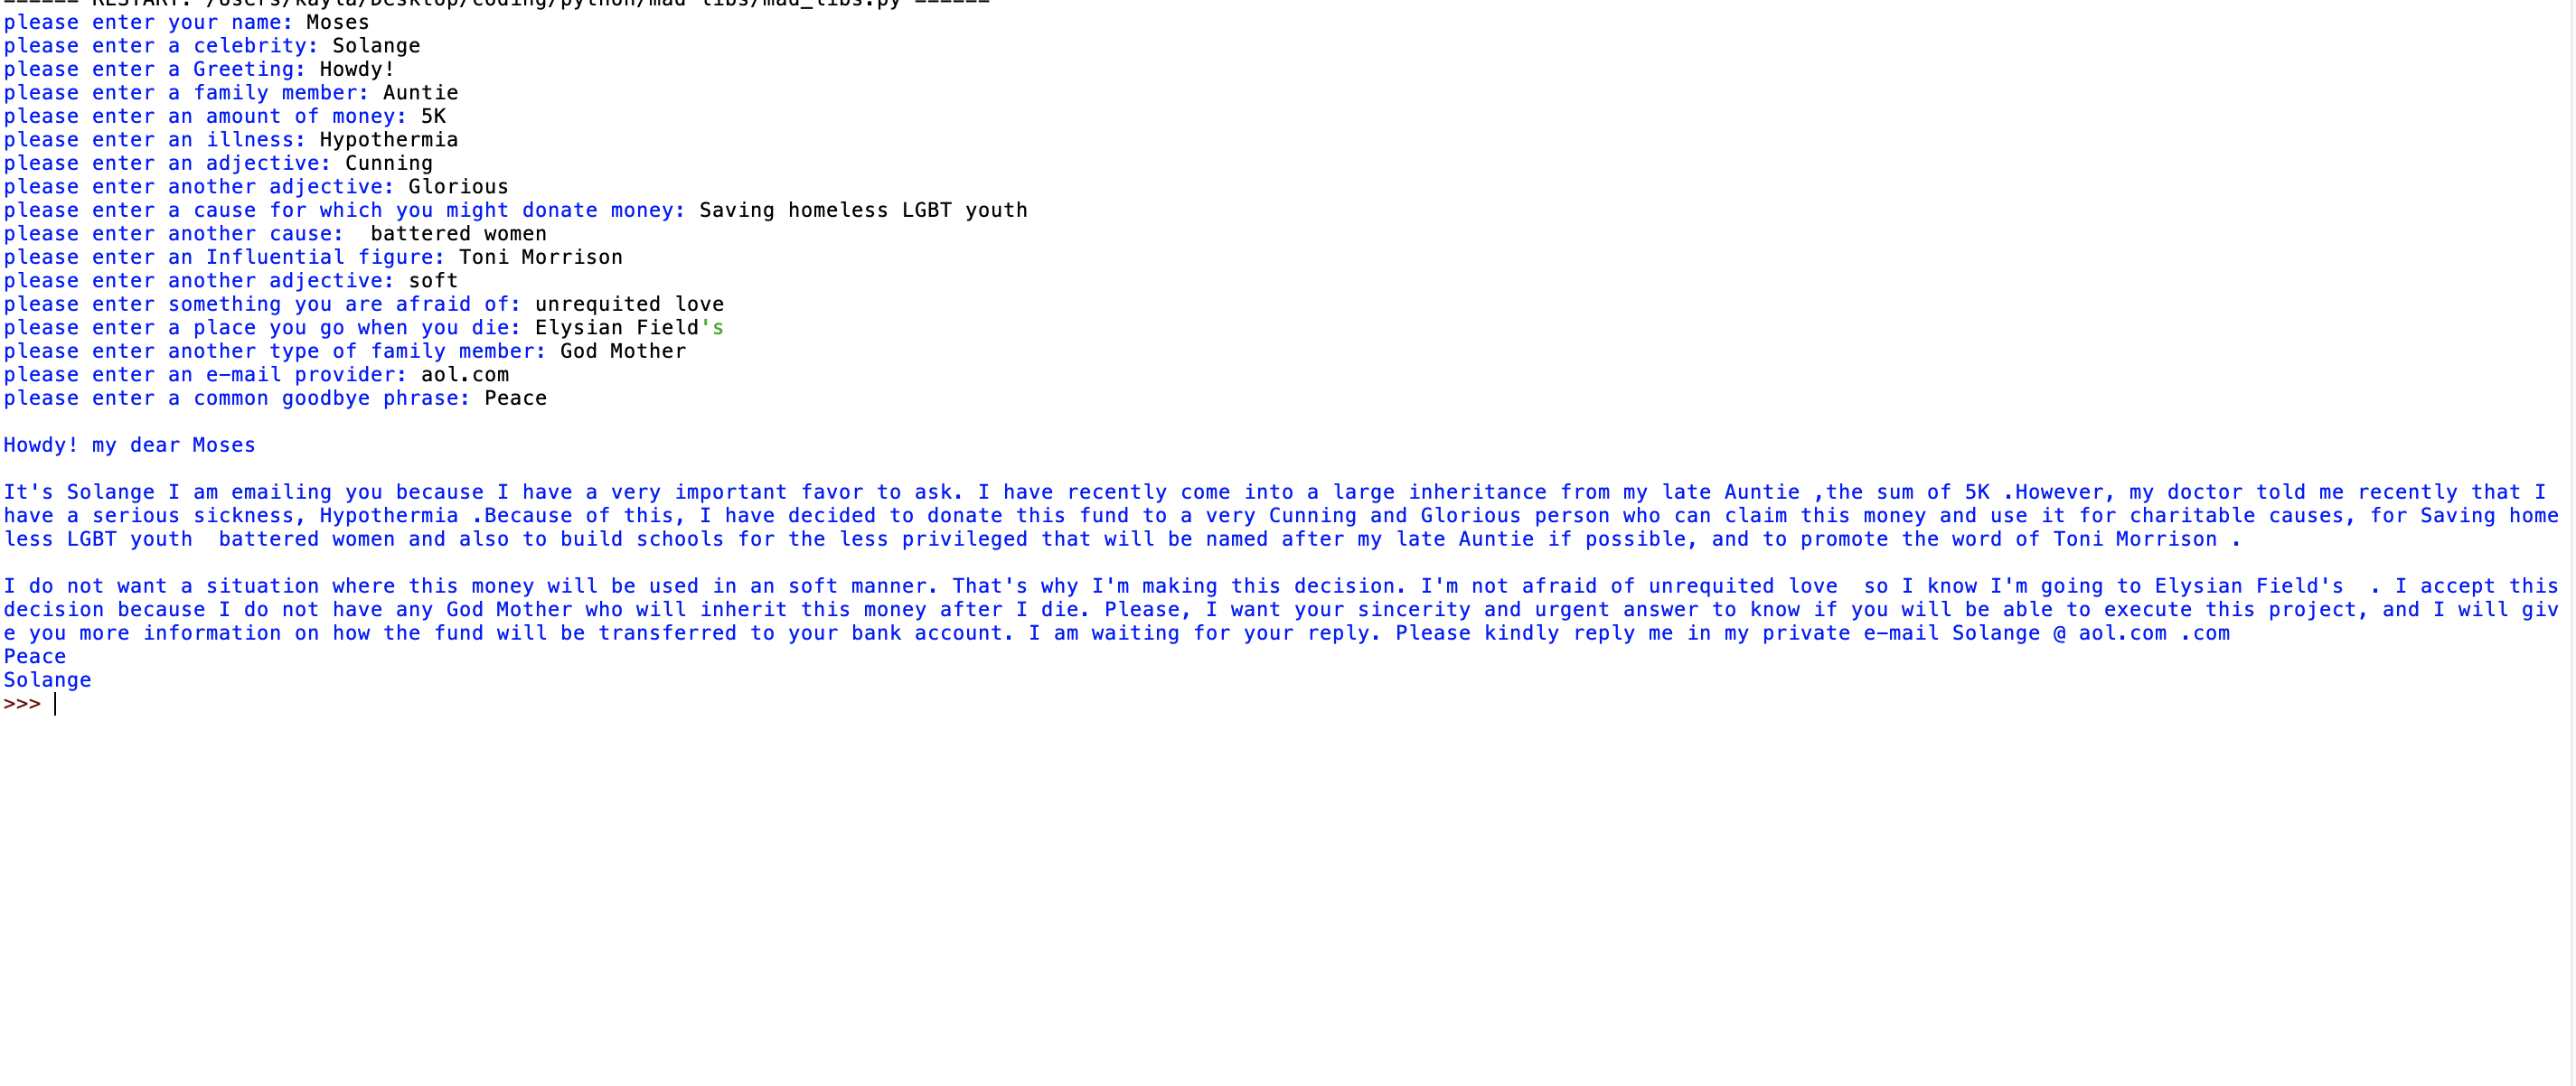 ====== RESTART: /Users/kayla/Desktop/coding/python/mad libs/mad_libs.py ======
please enter your name: Moses
please enter a celebrity: Solange
please enter a Greeting: Howdy!
please enter a family member: Auntie
please enter an amount of money: 5K
please enter an illness: Hypothermia
please enter an adjective: Cunning
please enter another adjective: Glorious
please enter a cause for which you might donate money: Saving homeless LGBT youth
please enter another cause:  battered women
please enter an Influential figure: Toni Morrison
please enter another adjective: soft
please enter something you are afraid of: unrequited love
please enter a place you go when you die: Elysian Field's
please enter another type of family member: God Mother
please enter an e-mail provider: aol.com
please enter a common goodbye phrase: Peace
Howdy! my dear Moses
It's Solange I am emailing you because I have a very important favor to ask. I have recently come into a large inheritance from my late Auntie ,the sum of 5K .However, my doctor told me recently that I
have a serious sickness, Hypothermia .Because of this, I have decided to donate this fund to a very Cunning and Glorious person who can claim this money and use it for charitable causes, for Saving home
less LGBT youth  battered women and also to build schools for the less privileged that will be named after my late Auntie if possible, and to promote the word of Toni Morrison .
I do not want a situation where this money will be used in an soft manner. That's why I'm making this decision. I'm not afraid of unrequited love  so I know I'm going to Elysian Field's  . I accept this
decision because I do not have any God Mother who will inherit this money after I die. Please, I want your sincerity and urgent answer to know if you will be able to execute this project, and I will giv
e you more information on how the fund will be transferred to your bank account. I am waiting for your reply. Please kindly reply me in my private e-mail Solange @ aol.com .com
Peace
Solange
>>>